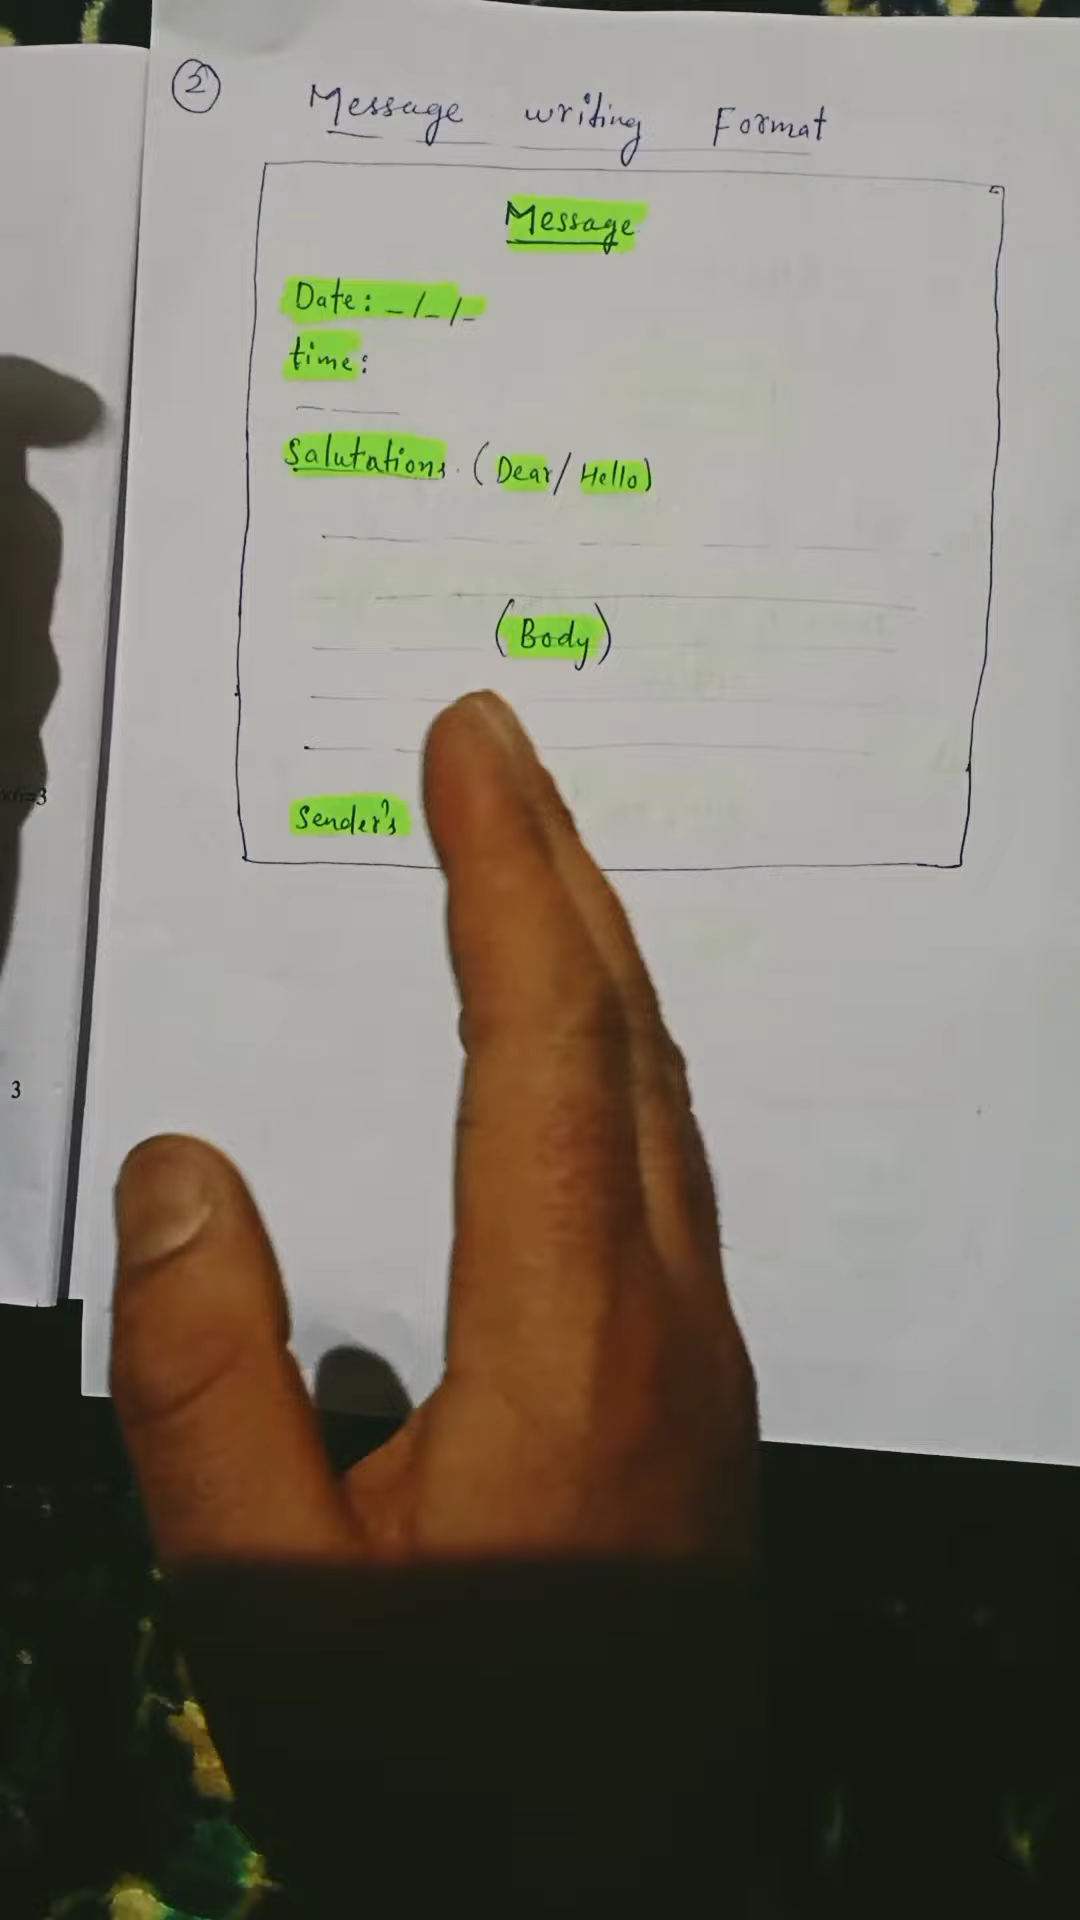 ②
Message writing Format
Message
Date: _/_/_
time:
Salutations. (Dear/Hello)
(Body)
Sender's
3